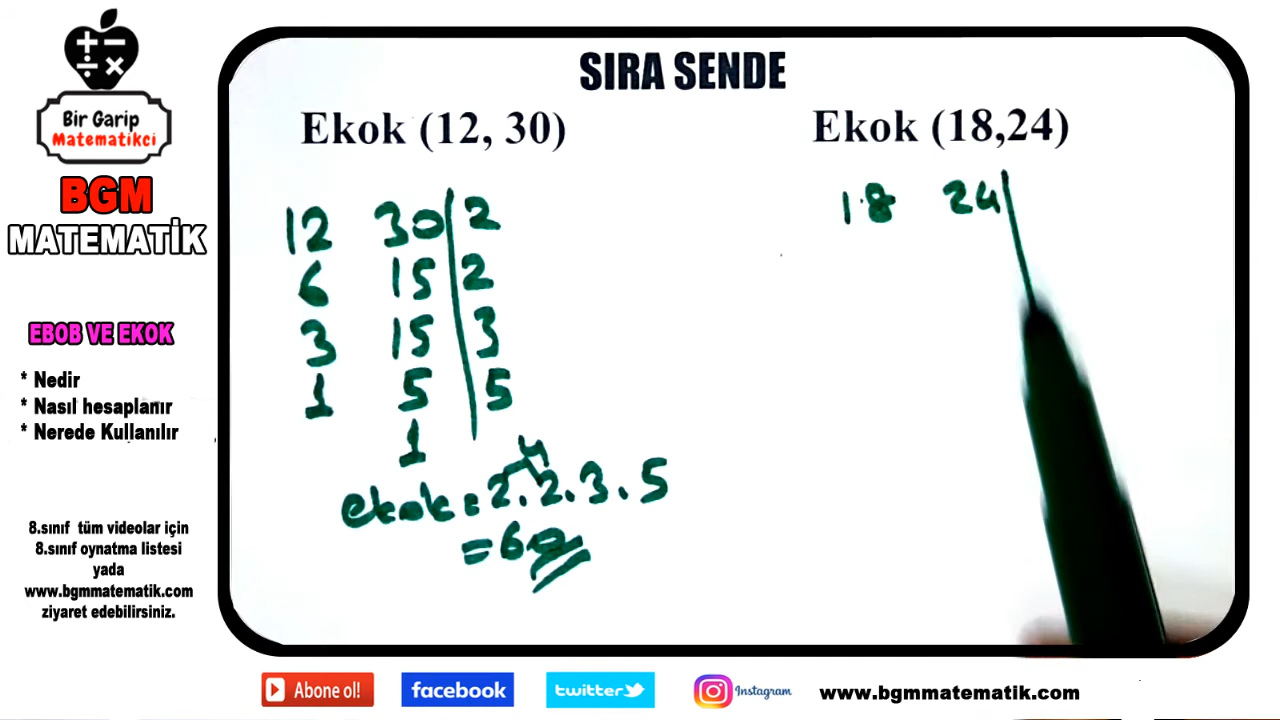 Bir Garip
Matematikci
BGM
MATEMATİK
EBOB VE EKOK
* Nedir
* Nasıl hesaplanır
* Nerede Kullanılır
8.sınıf tüm videolar için
8.sınıf oynatma listesi
yada
www.bgmmatematik.com
ziyaret edebilirsiniz.
SIRA SENDE
Ekok (12, 30)
12 30 2
6 15 2
3 15 3
1 5 5
1
4
ekok = 2.2.3.5
= 60
Ekok (18,24)
18 24
Abone ol!
facebook
twitter
Instagram
www.bgmmatematik.com